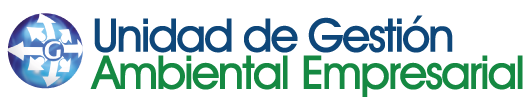 G
Unidad de Gestión
Ambiental Empresarial